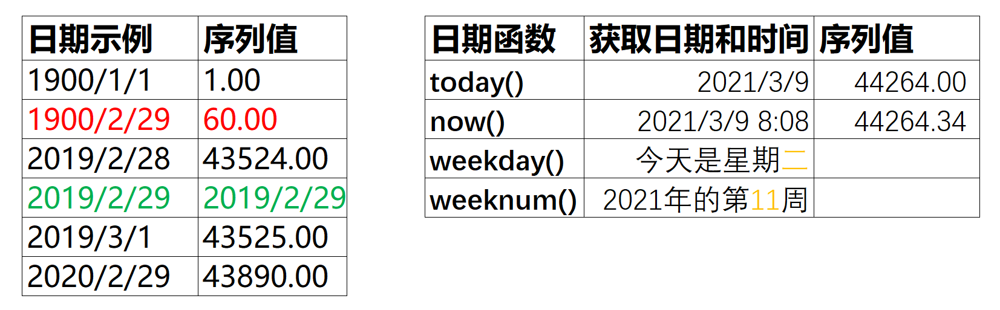 日期示例 序列值
1900/1/1 1.00
1900/2/29 60.00
2019/2/28 43524.00
2019/2/29 2019/2/29
2019/3/1 43525.00
2020/2/29 43890.00
日期函数 获取日期和时间 序列值
today() 2021/3/9 44264.00
now() 2021/3/9 8:08 44264.34
weekday() 今天是星期二
weeknum() 2021年的第11周